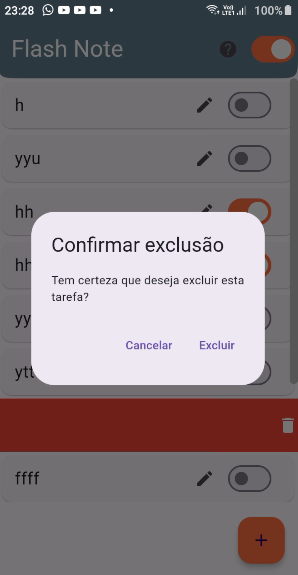 23:28 Vo) LTE1 100%
Flash Note
h
yyu
hh
hh
Confirmar exclusão
Tem certeza que deseja excluir esta
tarefa?
yy
Cancelar Excluir
ytt
ffff
+